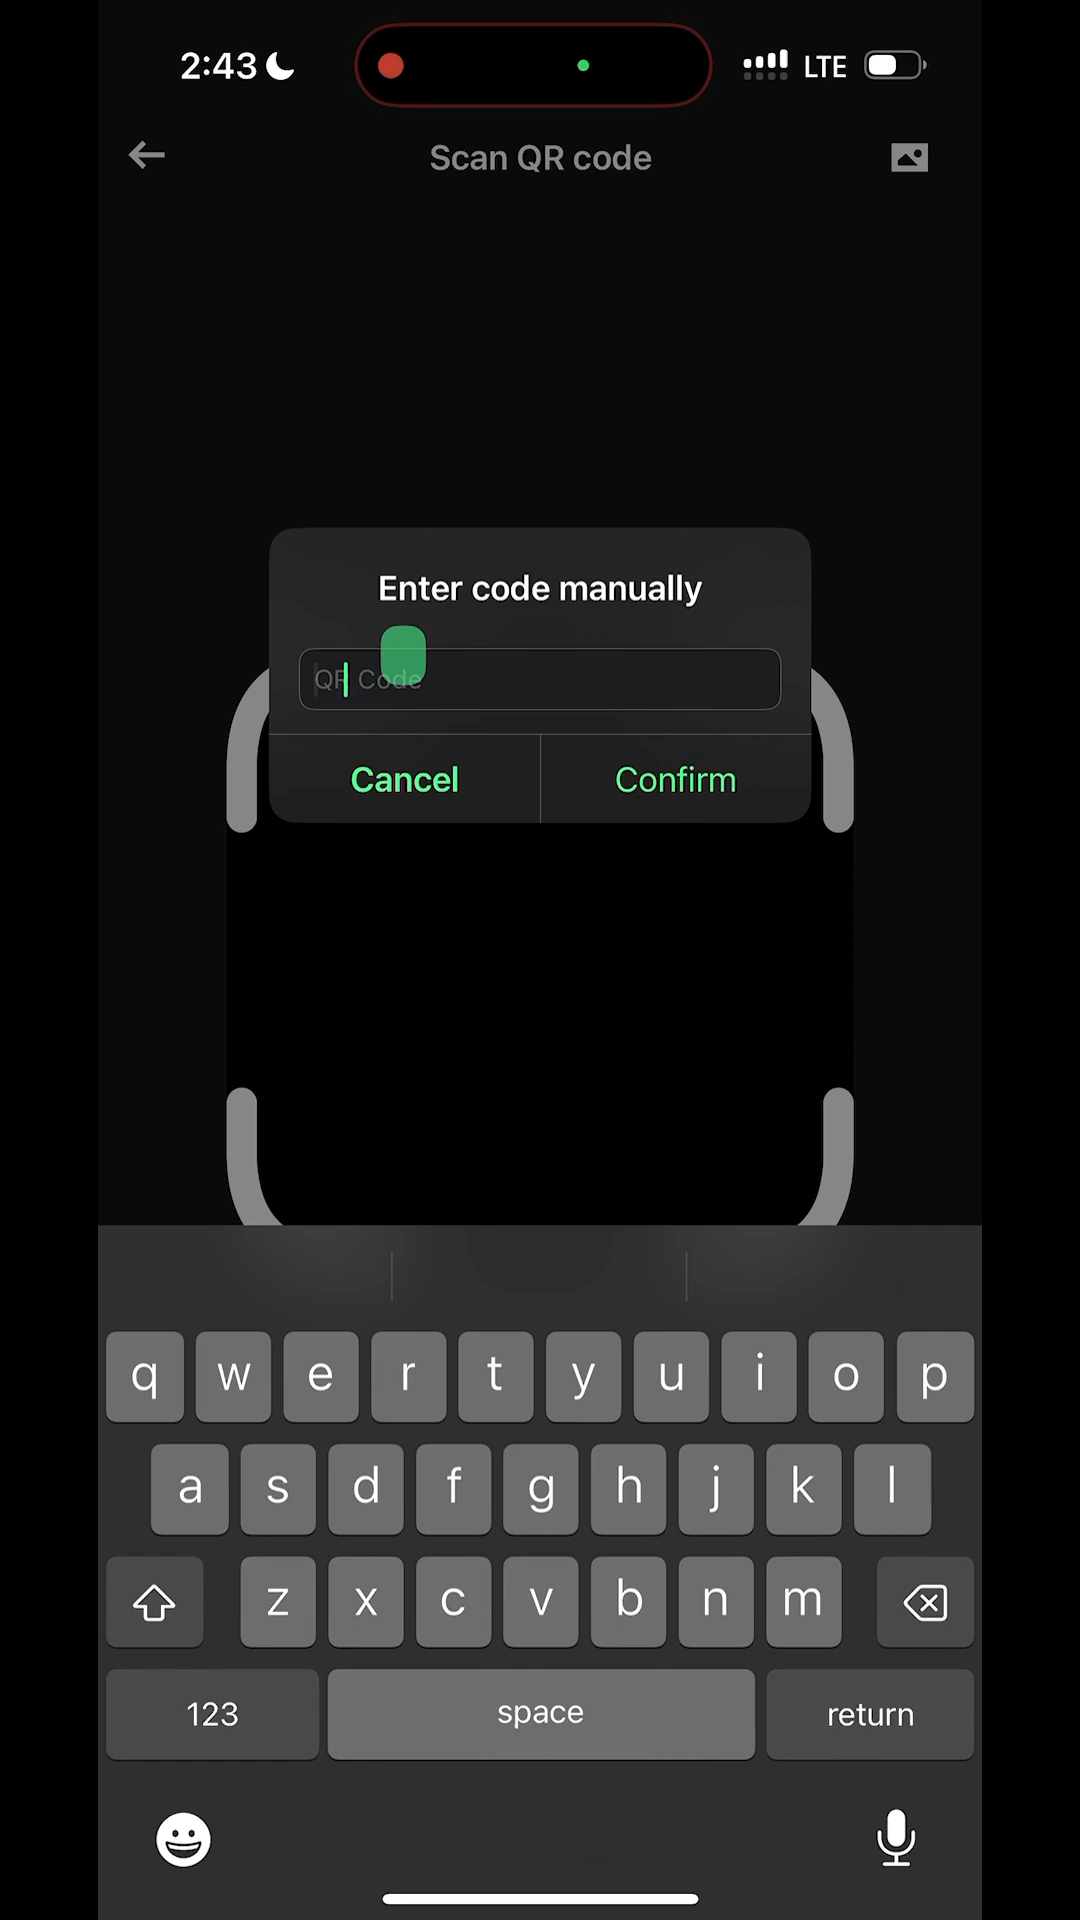 2:43 LTE
Scan QR code
Enter code manually
QR Code
Cancel Confirm
q w e r t y u i o p
a s d f g h j k l
z x c v b n m
123 space return